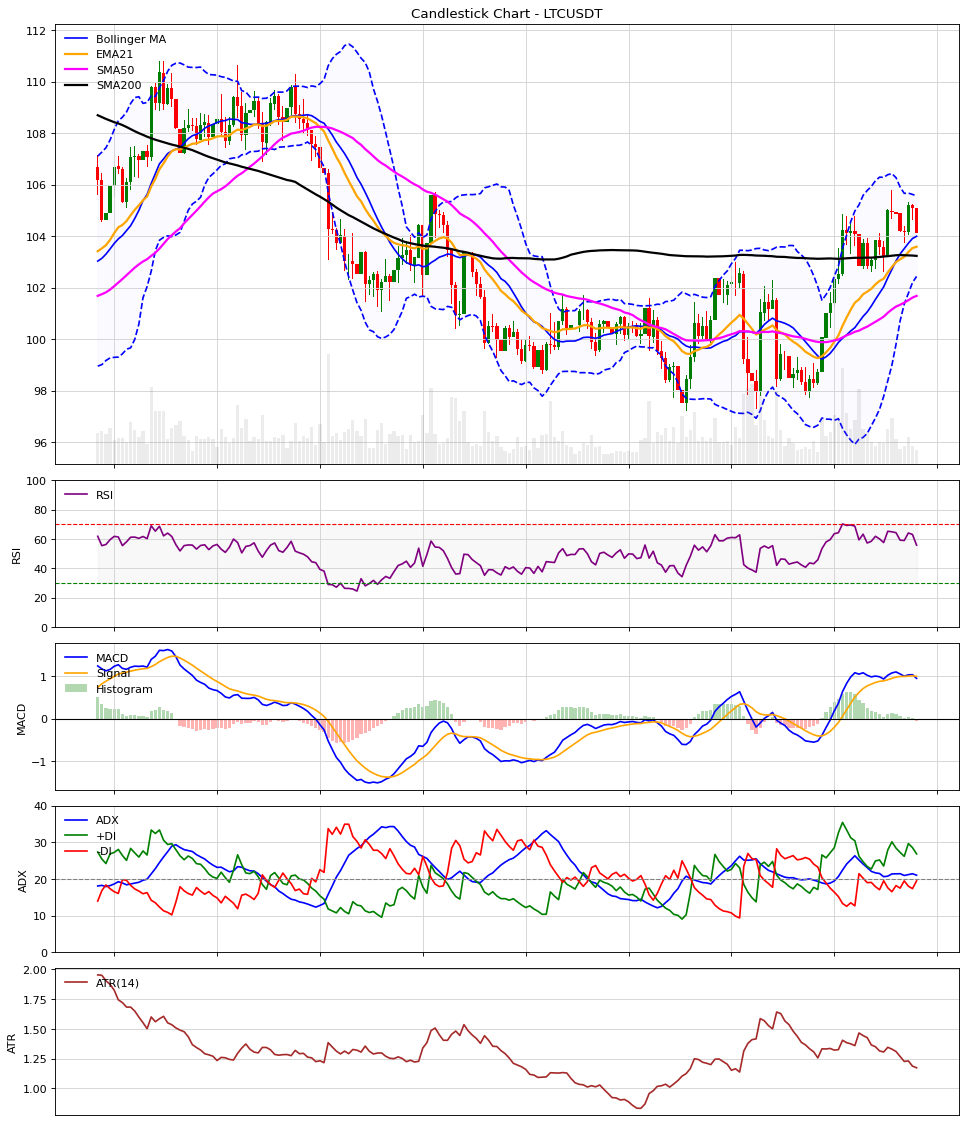 Candlestick Chart - LTCUSDT
112
110
108
106
104
102
100
98
96
Bollinger MA
EMA21
SMA50
SMA200
100
80
60
40
20
0
RSI
RSI
1
0
−1
MACD
MACD
Signal
Histogram
40
30
20
10
0
ADX
ADX
+DI
-DI
2.00
1.75
1.50
1.25
1.00
ATR
ATR(14)